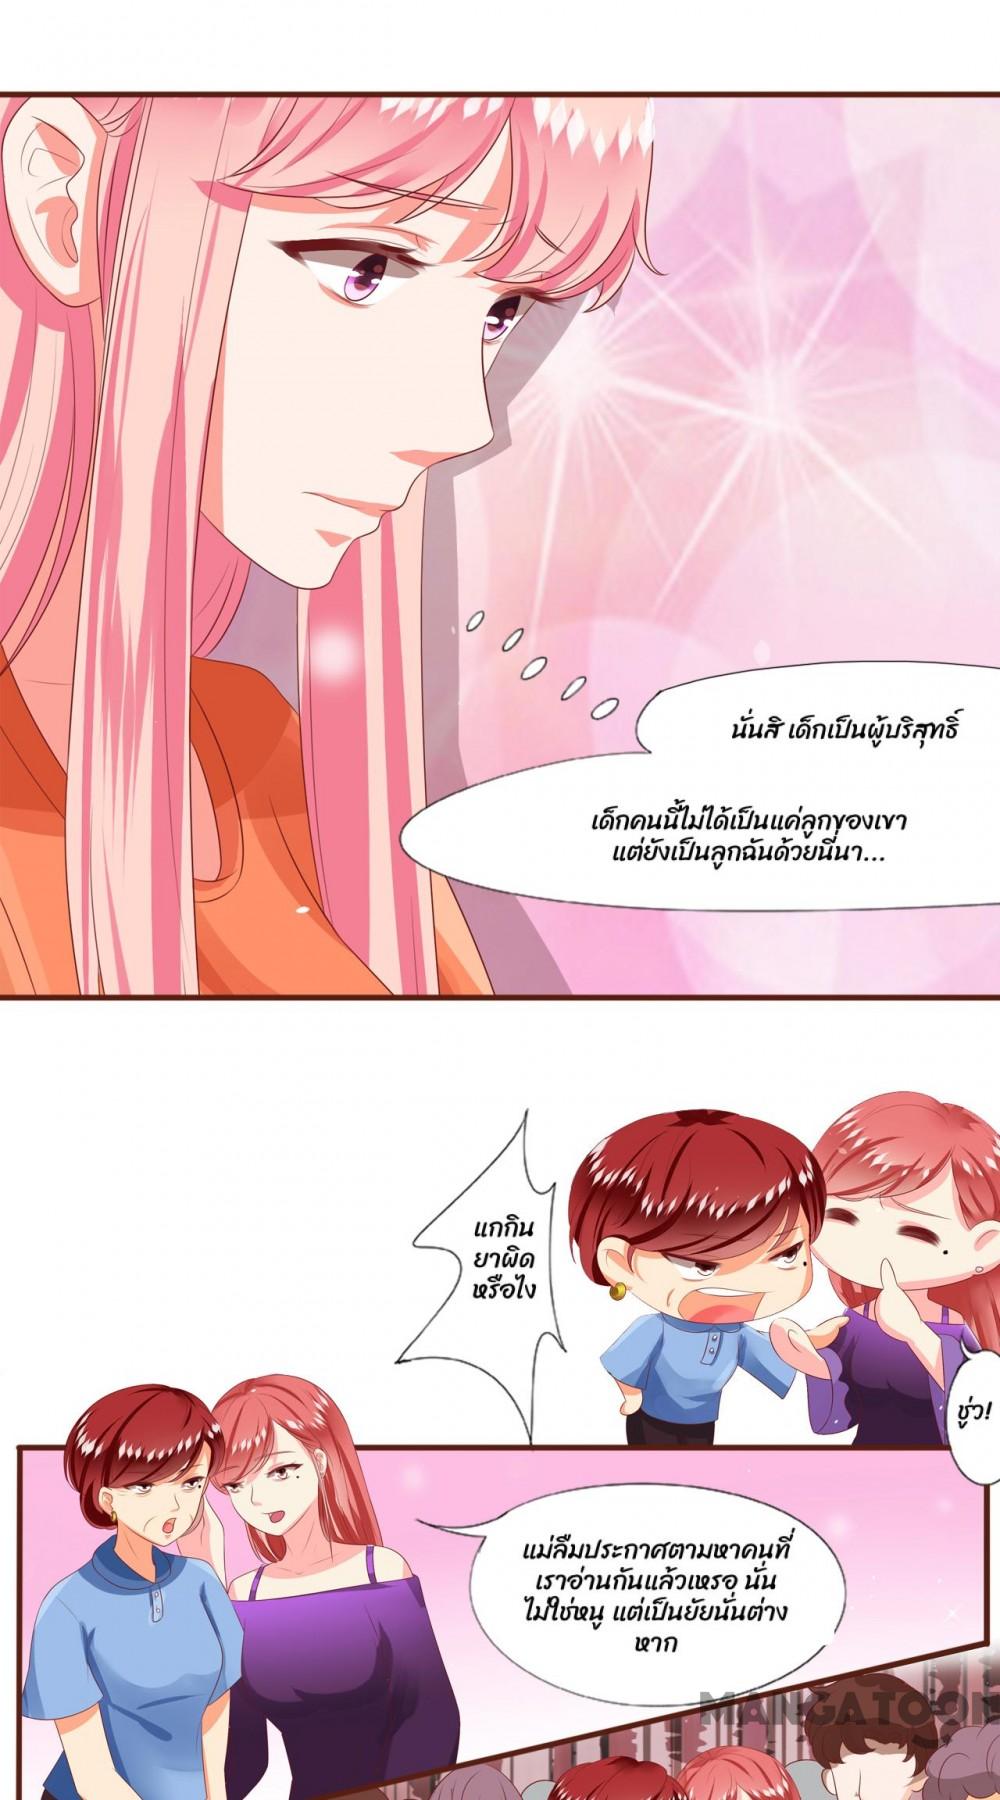 นั่นสิ เด็กเป็นผู้บริสุทธิ์
เด็กคนนี้ไม่ได้เป็นแค่ลูกของเขา
แต่ยังเป็นลูกฉันด้วยนี่นา...
แกกิน
ยาผิด
หรือไง
ชู่ว!
แม่ลืมประกาศตามหาคนที่
เราอ่านกันแล้วเหรอ นั่น
ไม่ใช่หนู แต่เป็นยัยนั่นต่าง
หาก
MANGATOON